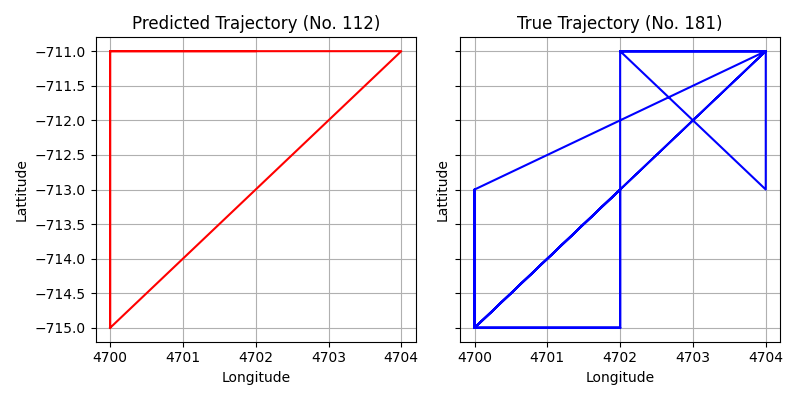 Predicted Trajectory (No. 112)
True Trajectory (No. 181)
−711.0
−711.5
−712.0
−712.5
−713.0
−713.5
−714.0
−714.5
−715.0
Lattitude
Lattitude
4700 4701 4702 4703 4704
4700 4701 4702 4703 4704
Longitude
Longitude